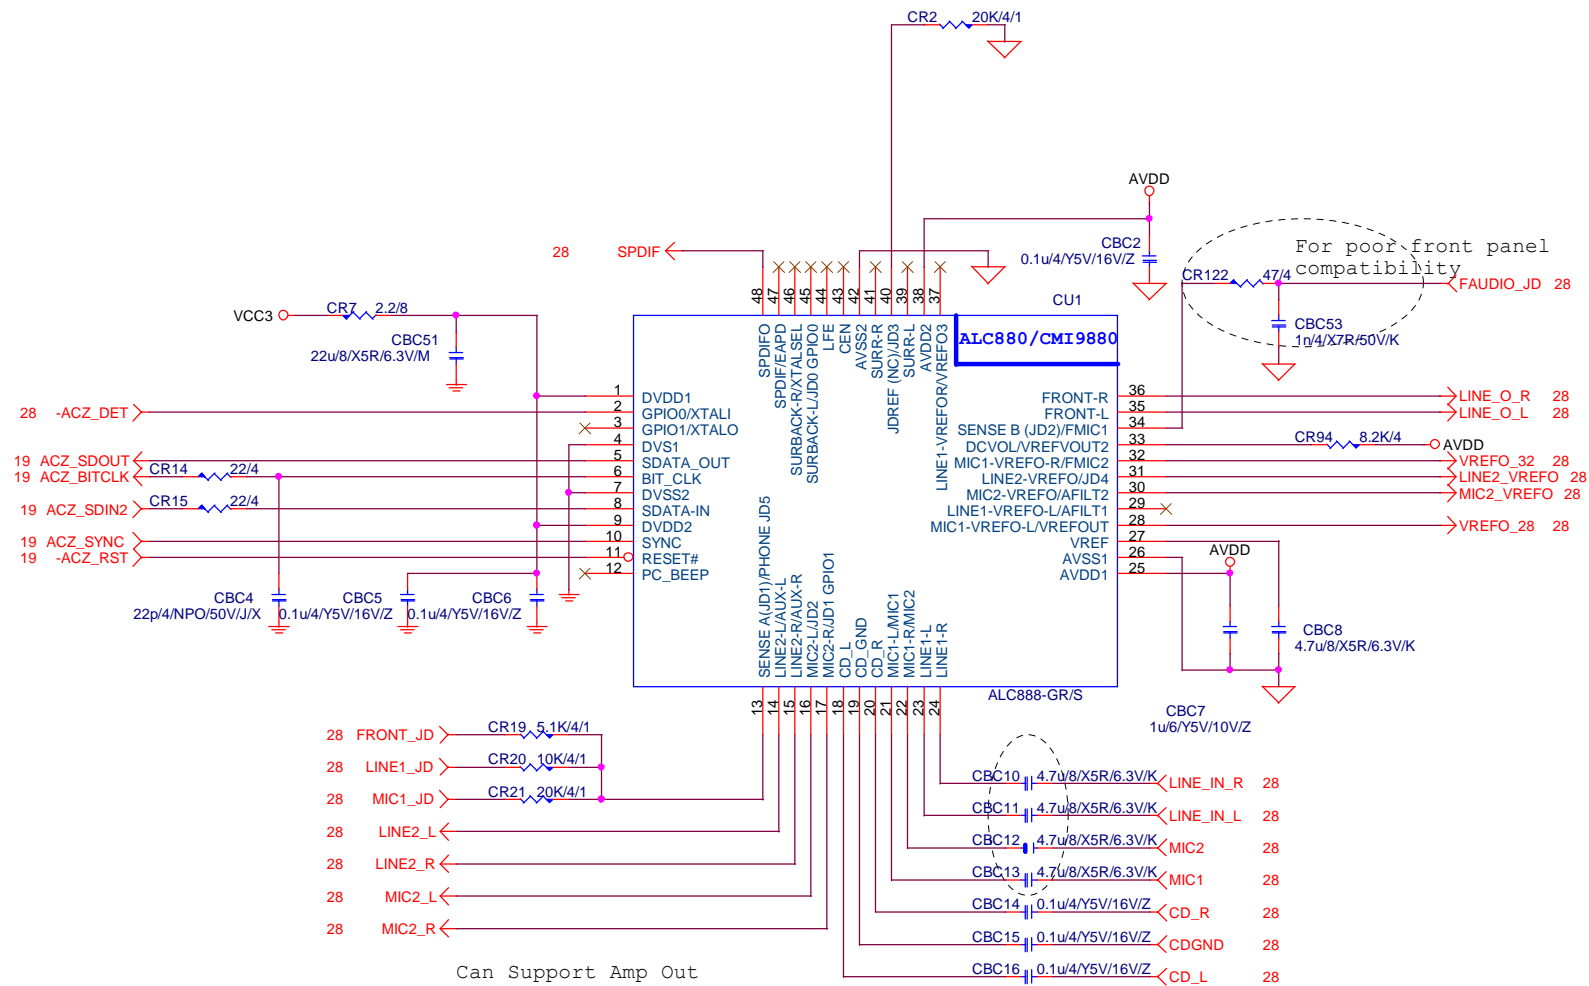 CR2 20K/4/1
AVDD
28 SPDIF
CBC2
0.1u/4/Y5V/16V/Z
For poor front panel
compatibility
CR122 47/4
FAUDIO_JD 28
CBC53
1n/4/X7R/50V/K
VCC3 CR7 2.2/8
CBC51
22u/8/X5R/6.3V/M
CU1
ALC880/CMI9880
48 47 46 45 44 43 42 41 40 39 38 37
SPDIFO
SPDIF/EAPD
SURBACK-R/XTALSEL
SURBACK-L/JD0 GPIO0
LFE
CEN
AVSS2
SURR-R
JDREF (NC)/JD3
SURR-L
AVDD2
LINE1-VREFOR/VREFO3
1 DVDD1
28 -ACZ_DET 2 GPIO0/XTALI
3 GPIO1/XTALO
4 DVS1
19 ACZ_SDOUT 5 SDATA_OUT
19 ACZ_BITCLK CR14 22/4 6 BIT_CLK
7 DVSS2
19 ACZ_SDIN2 CR15 22/4 8 SDATA-IN
9 DVDD2
19 ACZ_SYNC 10 SYNC
19 -ACZ_RST 11 RESET#
12 PC_BEEP
FRONT-R 36 LINE_O_R 28
FRONT-L 35 LINE_O_L 28
SENSE B (JD2)/FMIC1 34
DCVOL/VREFVOUT2 33 CR94 8.2K/4 AVDD
MIC1-VREFO-R/FMIC2 32 VREFO_32 28
LINE2-VREFO/JD4 31 LINE2_VREFO 28
MIC2-VREFO/AFILT2 30 MIC2_VREFO 28
LINE1-VREFO-L/AFILT1 29
MIC1-VREFO-L/VREFOUT 28 VREFO_28 28
VREF 27
AVSS1 26
AVDD1 25
AVDD
CBC4
22p/4/NPO/50V/J/X
CBC5
0.1u/4/Y5V/16V/Z
CBC6
0.1u/4/Y5V/16V/Z
CBC8
4.7u/8/X5R/6.3V/K
CBC7
1u/6/Y5V/10V/Z
SENSE A(JD1)/PHONE JD5
LINE2-L/AUX-L
LINE2-R/AUX-R
MIC2-L/JD2
MIC2-R/JD1 GPIO1
CD_L
CD_GND
CD_R
MIC1-L/MIC1
MIC1-R/MIC2
LINE1-L
LINE1-R
ALC888-GR/S
13 14 15 16 17 18 19 20 21 22 23 24
28 FRONT_JD CR19 5.1K/4/1
28 LINE1_JD CR20 10K/4/1
28 MIC1_JD CR21 20K/4/1
28 LINE2_L
28 LINE2_R
28 MIC2_L
28 MIC2_R
CBC10 4.7u/8/X5R/6.3V/K LINE_IN_R 28
CBC11 4.7u/8/X5R/6.3V/K LINE_IN_L 28
CBC12 4.7u/8/X5R/6.3V/K MIC2 28
CBC13 4.7u/8/X5R/6.3V/K MIC1 28
CBC14 0.1u/4/Y5V/16V/Z CD_R 28
CBC15 0.1u/4/Y5V/16V/Z CDGND 28
CBC16 0.1u/4/Y5V/16V/Z CD_L 28
Can Support Amp Out